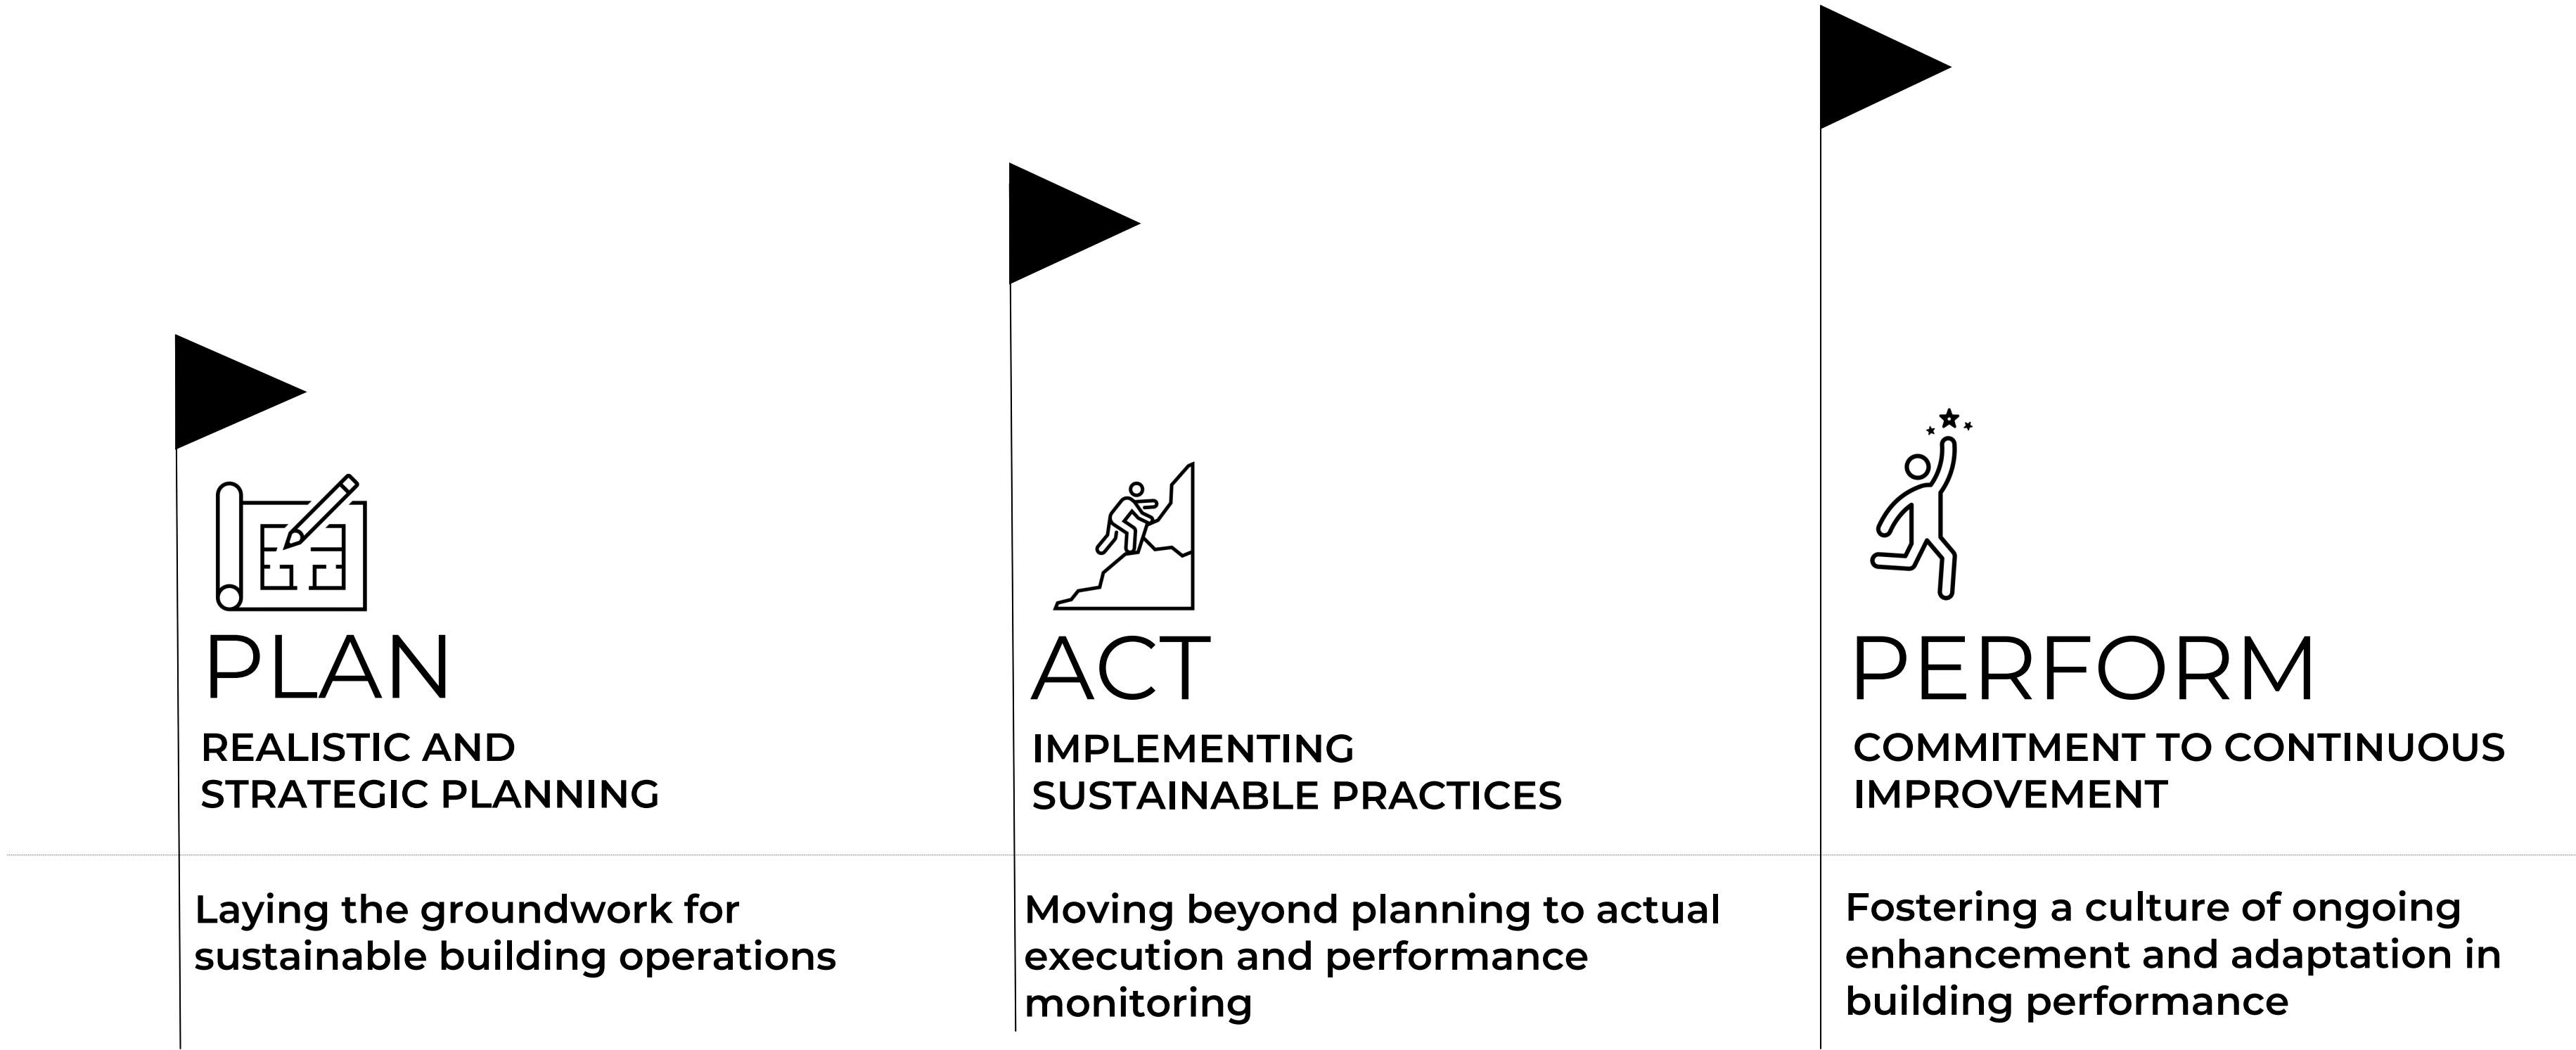 PLAN
REALISTIC AND
STRATEGIC PLANNING
Laying the groundwork for
sustainable building operations
ACT
IMPLEMENTING
SUSTAINABLE PRACTICES
Moving beyond planning to actual
execution and performance
monitoring
PERFORM
COMMITMENT TO CONTINUOUS
IMPROVEMENT
Fostering a culture of ongoing
enhancement and adaptation in
building performance